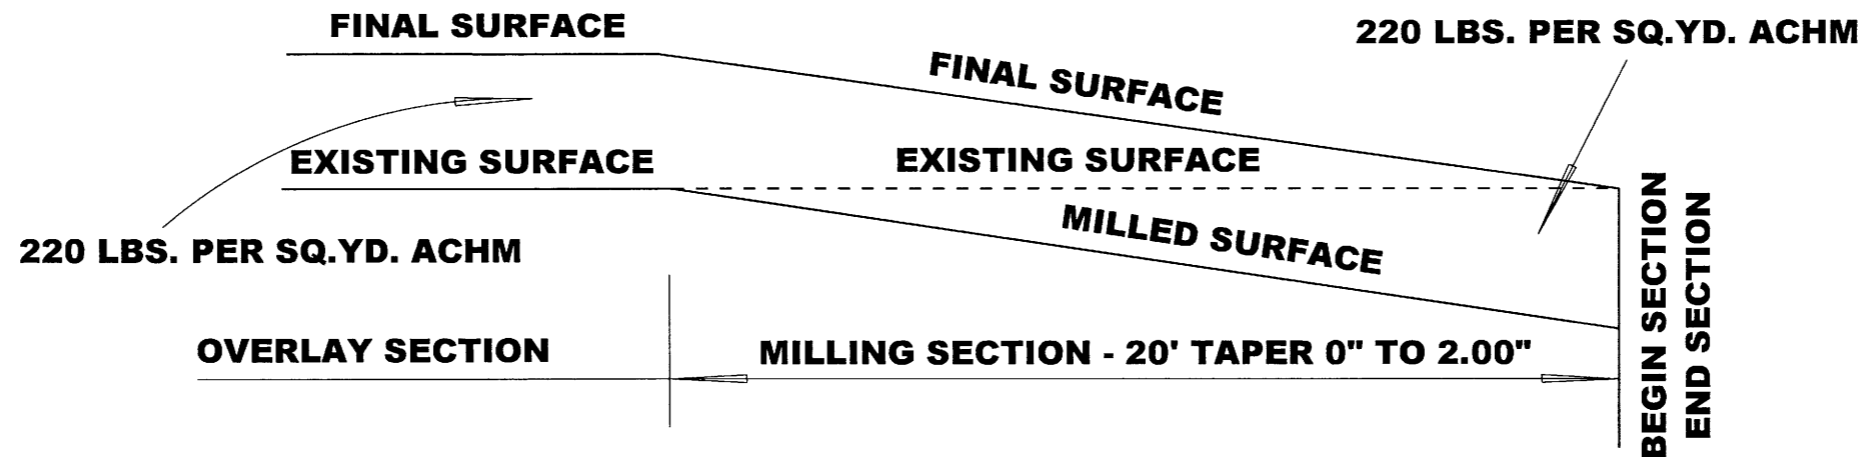 FINAL SURFACE
220 LBS. PER SQ.YD. ACHM
FINAL SURFACE
EXISTING SURFACE
EXISTING SURFACE
MILLED SURFACE
220 LBS. PER SQ.YD. ACHM
OVERLAY SECTION
MILLING SECTION - 20' TAPER 0" TO 2.00"
BEGIN SECTION
END SECTION